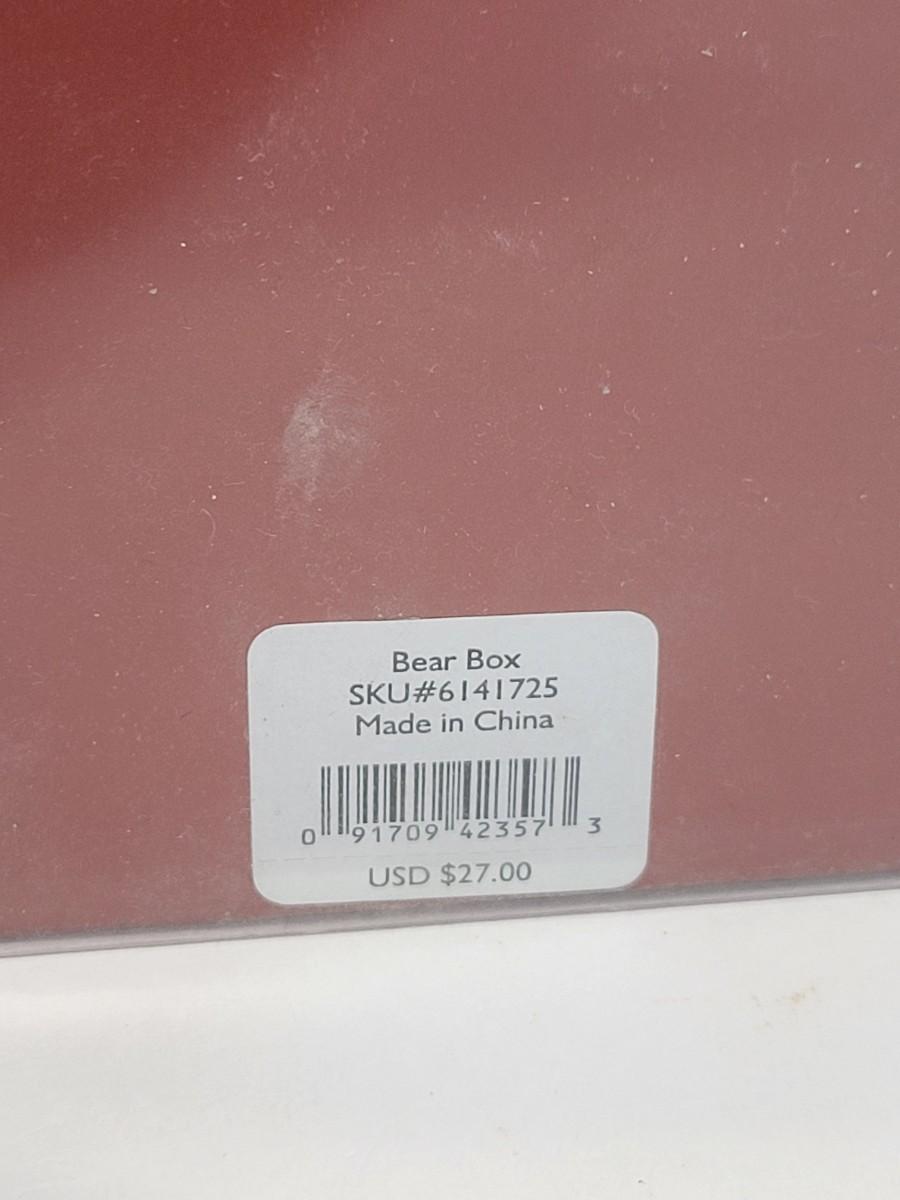 Bear Box
SKU#6141725
Made in China
0 91709 42357 3
USD $27.00